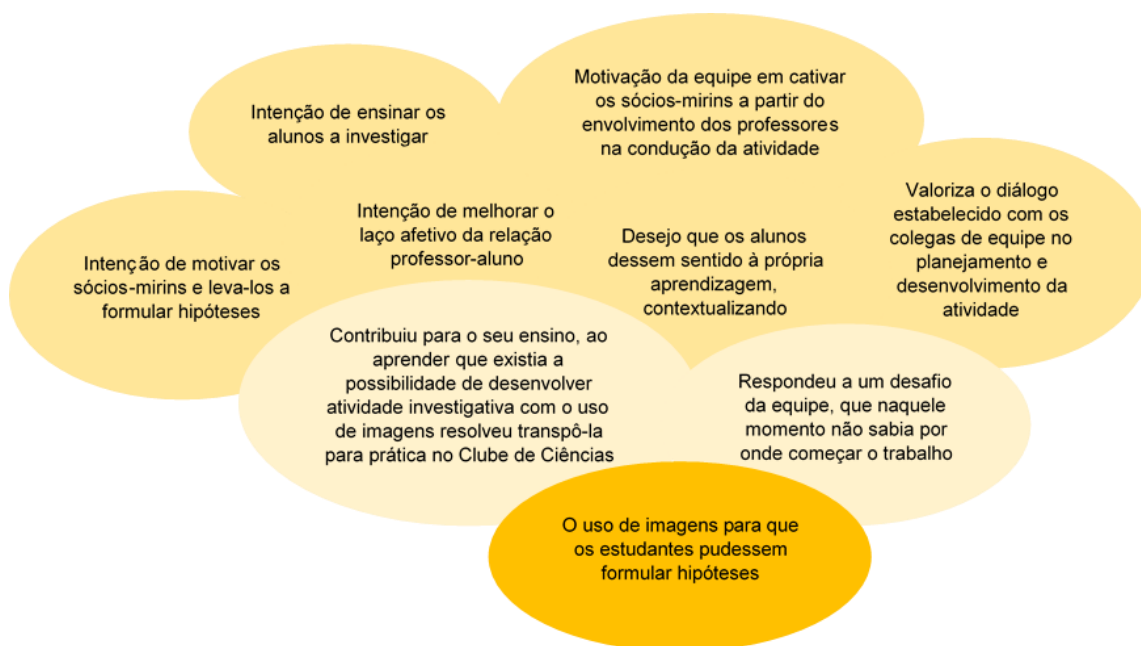 Intenção de ensinar os
alunos a investigar
Motivação da equipe em cativar
os sócios-mirins a partir do
envolvimento dos professores
na condução da atividade
Intenção de motivar os
sócios-mirins e leva-los a
formular hipóteses
Intenção de melhorar o
laço afetivo da relação
professor-aluno
Desejo que os alunos
dessem sentido à própria
aprendizagem,
contextualizando
Valoriza o diálogo
estabelecido com os
colegas de equipe no
planejamento e
desenvolvimento da
atividade
Contribuiu para o seu ensino, ao
aprender que existia a
possibilidade de desenvolver
atividade investigativa com o uso
de imagens resolveu transpô-la
para prática no Clube de Ciências
Respondeu a um desafio
da equipe, que naquele
momento não sabia por
onde começar o trabalho
O uso de imagens para que
os estudantes pudessem
formular hipóteses